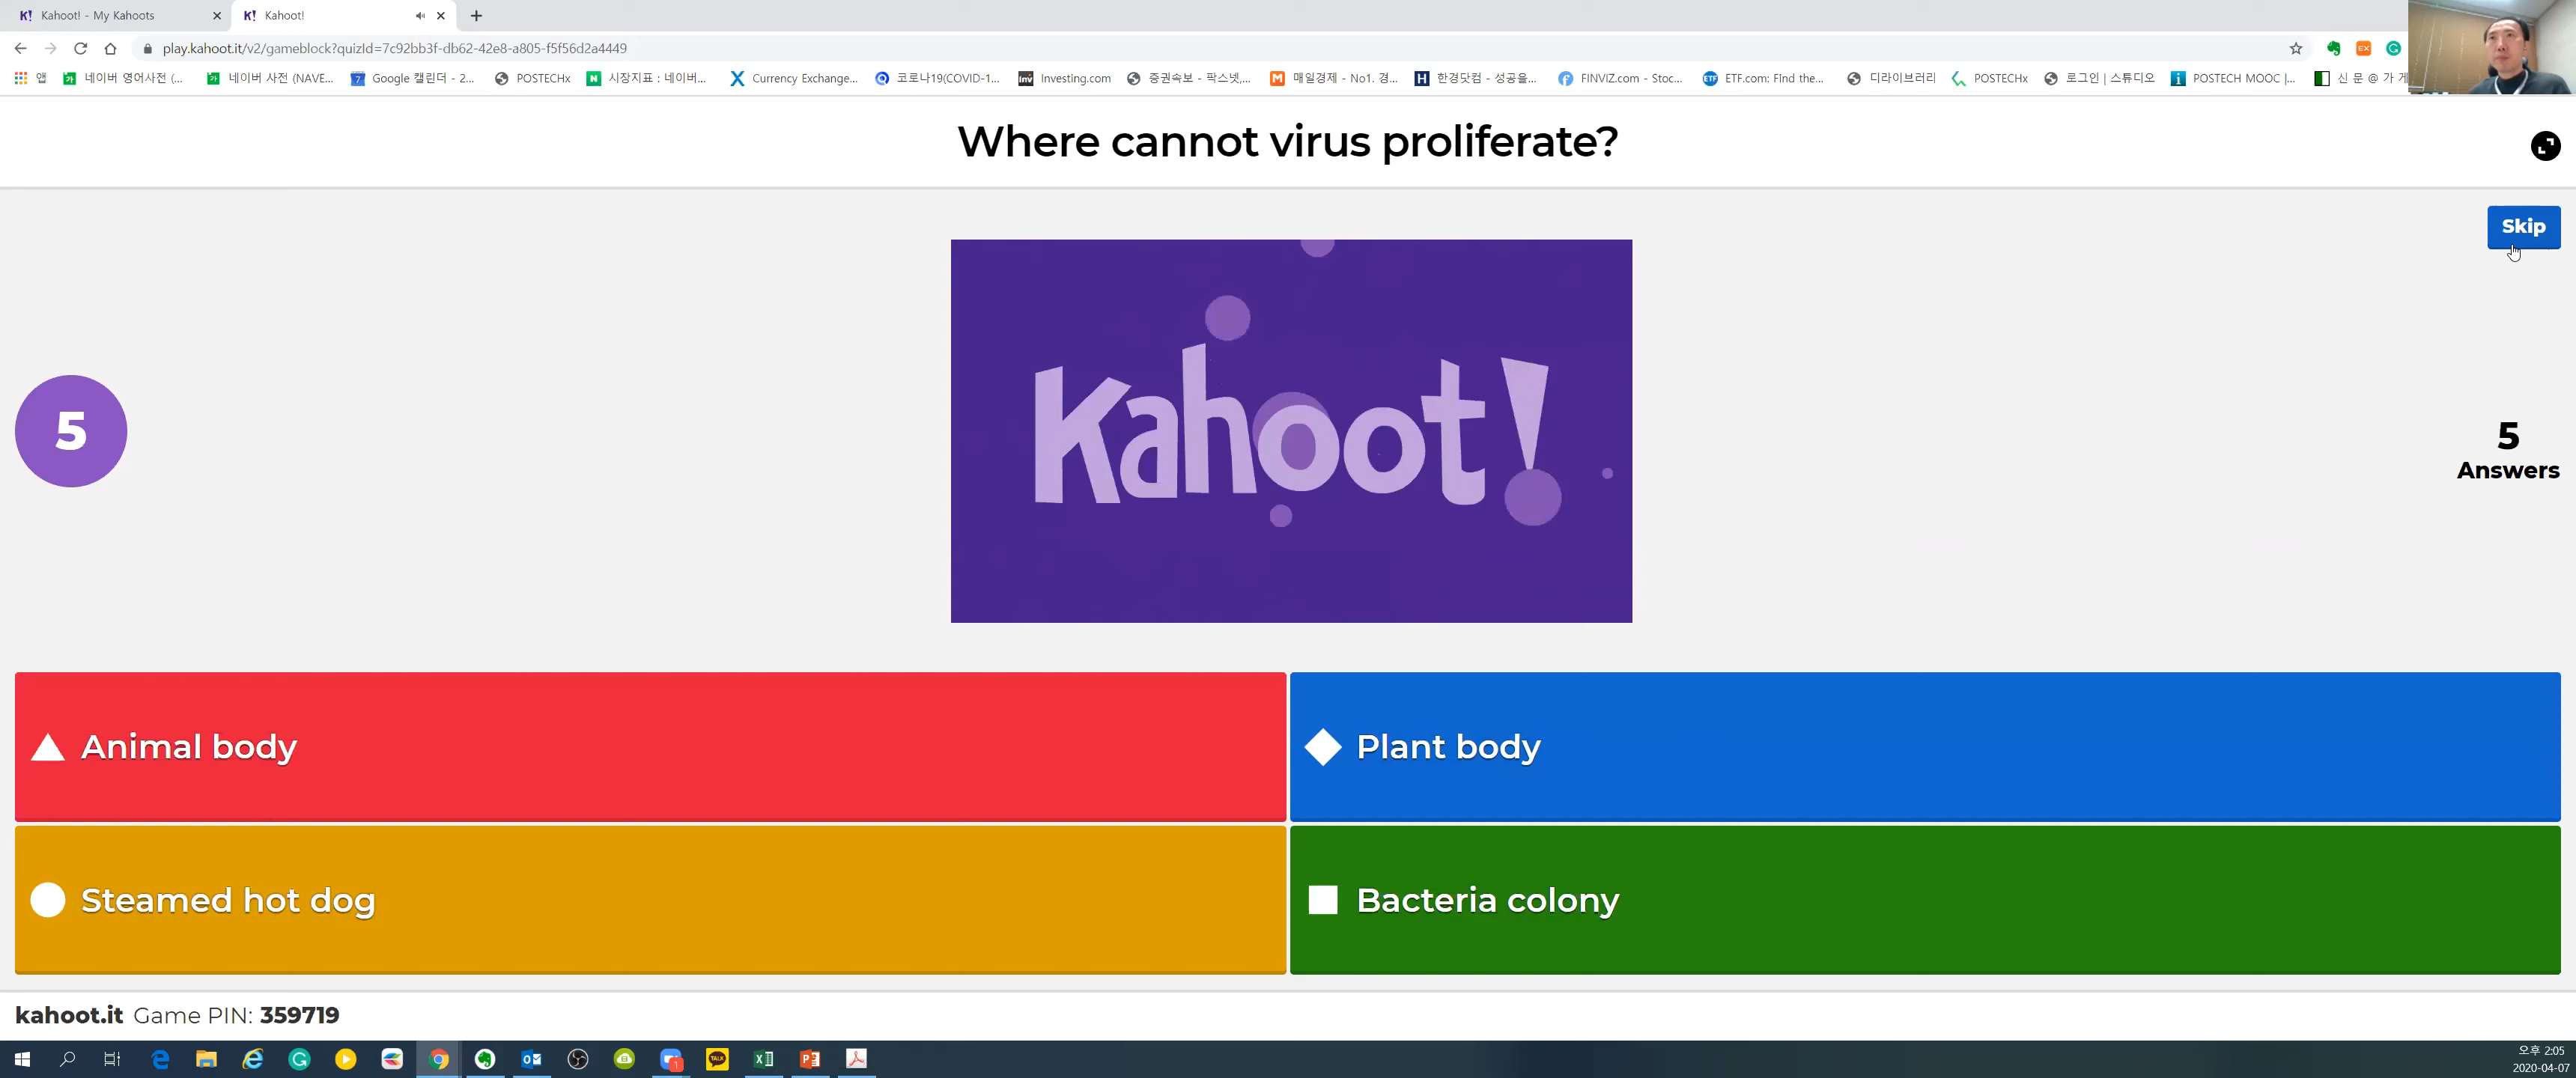 Kahoot! - My Kahoots
Kahoot!
play.kahoot.it/v2/gameblock?quizId=7c92bb3f-db62-42e8-a805-f5f56d2a4449
앱 네이버 영어사전 (... 네이버 사전 (NAVE... Google 캘린더 - 2... POSTECHx 시장지표 : 네이버... Currency Exchange... 코로나19(COVID-1... Investing.com 증권속보 - 팍스넷,... 매일경제 - No1. 경... 한경닷컴 - 성공을... FINVIZ.com - Stoc... ETF.com: Find the... 디라이브러리 POSTECHx 로그인 | 스튜디오 POSTECH MOOC |... 신 문 @ 가 게
Where cannot virus proliferate?
Skip
Kahoot!
5
5
Answers
Animal body
Plant body
Steamed hot dog
Bacteria colony
kahoot.it Game PIN: 359719
오후 2:05
2020-04-07